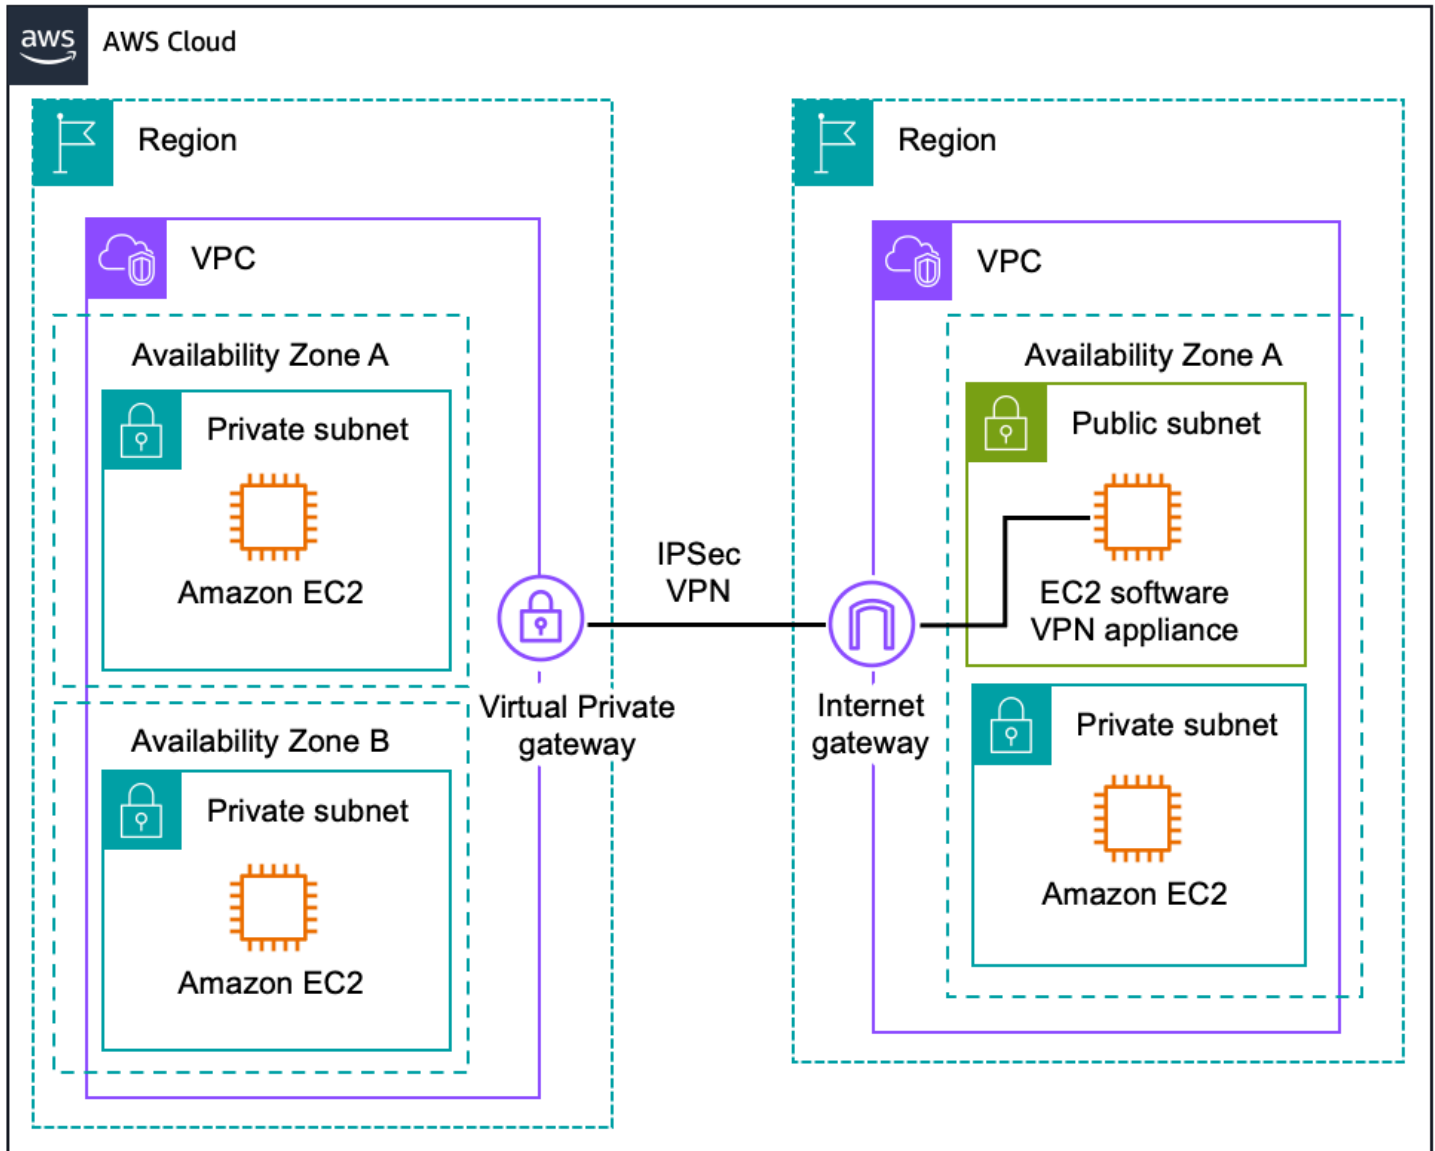 aws
AWS Cloud
Region
VPC
Availability Zone A
Private subnet
Amazon EC2
Availability Zone B
Private subnet
Amazon EC2
Virtual Private
gateway
IPSec
VPN
Region
VPC
Internet
gateway
Availability Zone A
Public subnet
EC2 software
VPN appliance
Private subnet
Amazon EC2